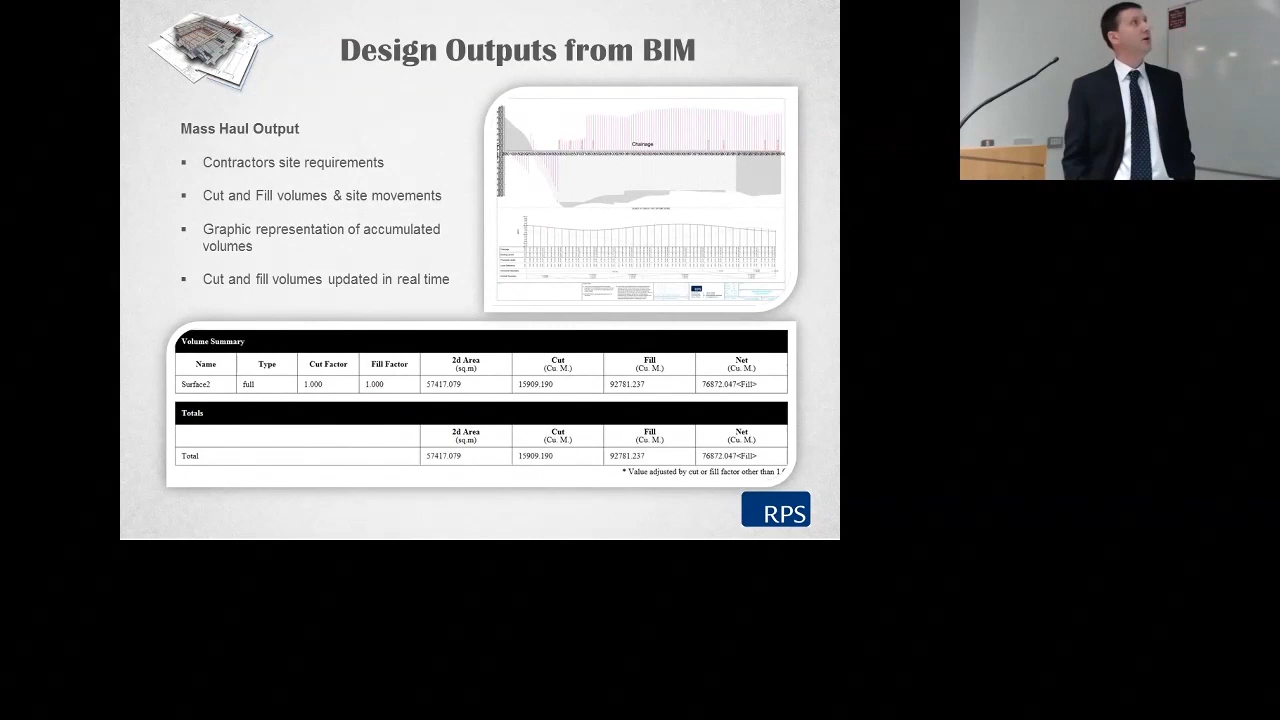 Design Outputs from BIM
Mass Haul Output
▪ Contractors site requirements
▪ Cut and Fill volumes & site movements
▪ Graphic representation of accumulated
volumes
▪ Cut and fill volumes updated in real time
Chainage
RPS
Volume Summary
Name Type Cut Factor Fill Factor 2d Area (sq.m) Cut (Cu. M.) Fill (Cu. M.) Net (Cu. M.)
Surface2 full 1.000 1.000 57417.079 15909.190 92781.237 76872.047<Fill>
Totals
2d Area (sq.m) Cut (Cu. M.) Fill (Cu. M.) Net (Cu. M.)
Total 57417.079 15909.190 92781.237 76872.047<Fill>
* Value adjusted by cut or fill factor other than 1
RPS